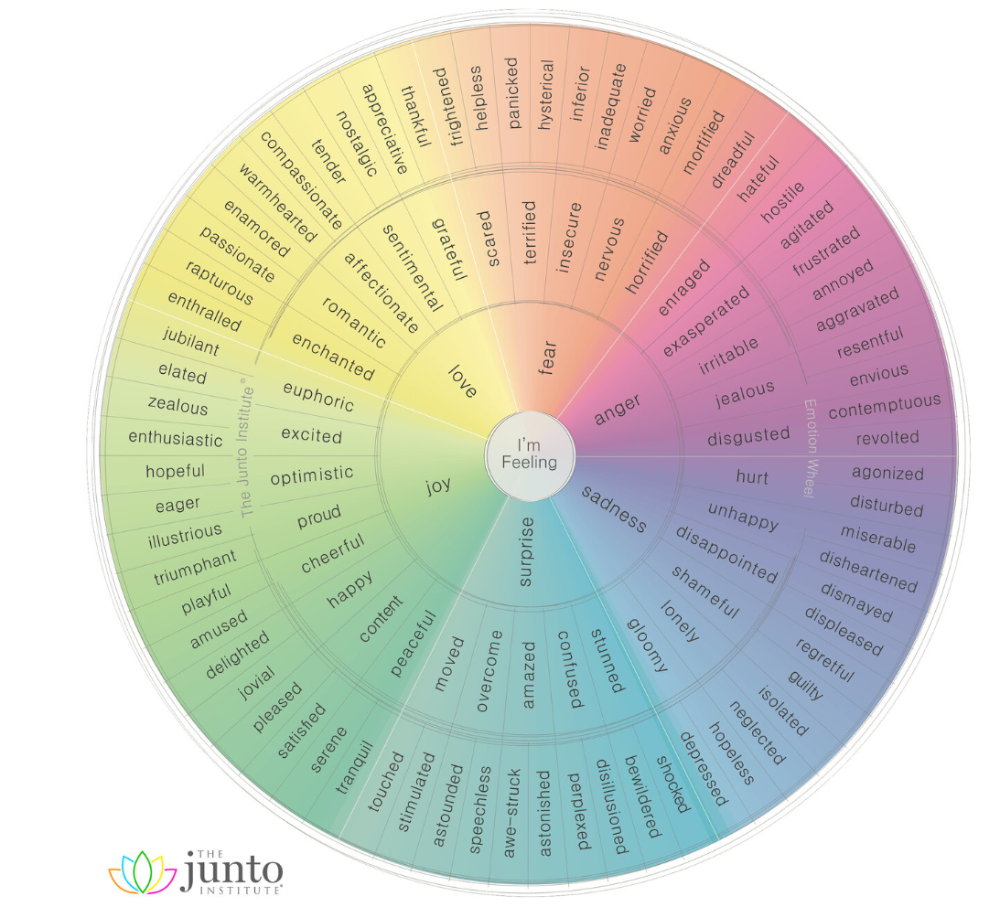 I'm
Feeling
fear
anger
sadness
surprise
joy
love
scared
terrified
insecure
nervous
horrified
enraged
exasperated
irritable
jealous
disgusted
hurt
unhappy
disappointed
shameful
lonely
gloomy
stunned
confused
amazed
overcome
moved
peaceful
content
happy
cheerful
proud
optimistic
excited
euphoric
enchanted
romantic
affectionate
sentimental
grateful
frightened
helpless
panicked
hysterical
inferior
inadequate
worried
anxious
mortified
dreadful
hateful
hostile
agitated
frustrated
annoyed
aggravated
resentful
envious
contemptuous
revolted
agonized
disturbed
miserable
disheartened
dismayed
displeased
regretful
guilty
isolated
neglected
hopeless
depressed
shocked
bewildered
disillusioned
perplexed
astonished
awe-struck
speechless
astounded
stimulated
touched
tranquil
serene
satisfied
pleased
jovial
delighted
amused
playful
triumphant
illustrious
eager
hopeful
enthusiastic
zealous
elated
jubilant
enthralled
rapturous
passionate
enamored
warmhearted
compassionate
tender
nostalgic
appreciative
thankful
The Junto Institute®
Emotion Wheel
THE
junto
INSTITUTE®